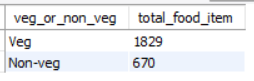 veg_or_non_veg total_food_item
Veg 1829
Non-veg 670